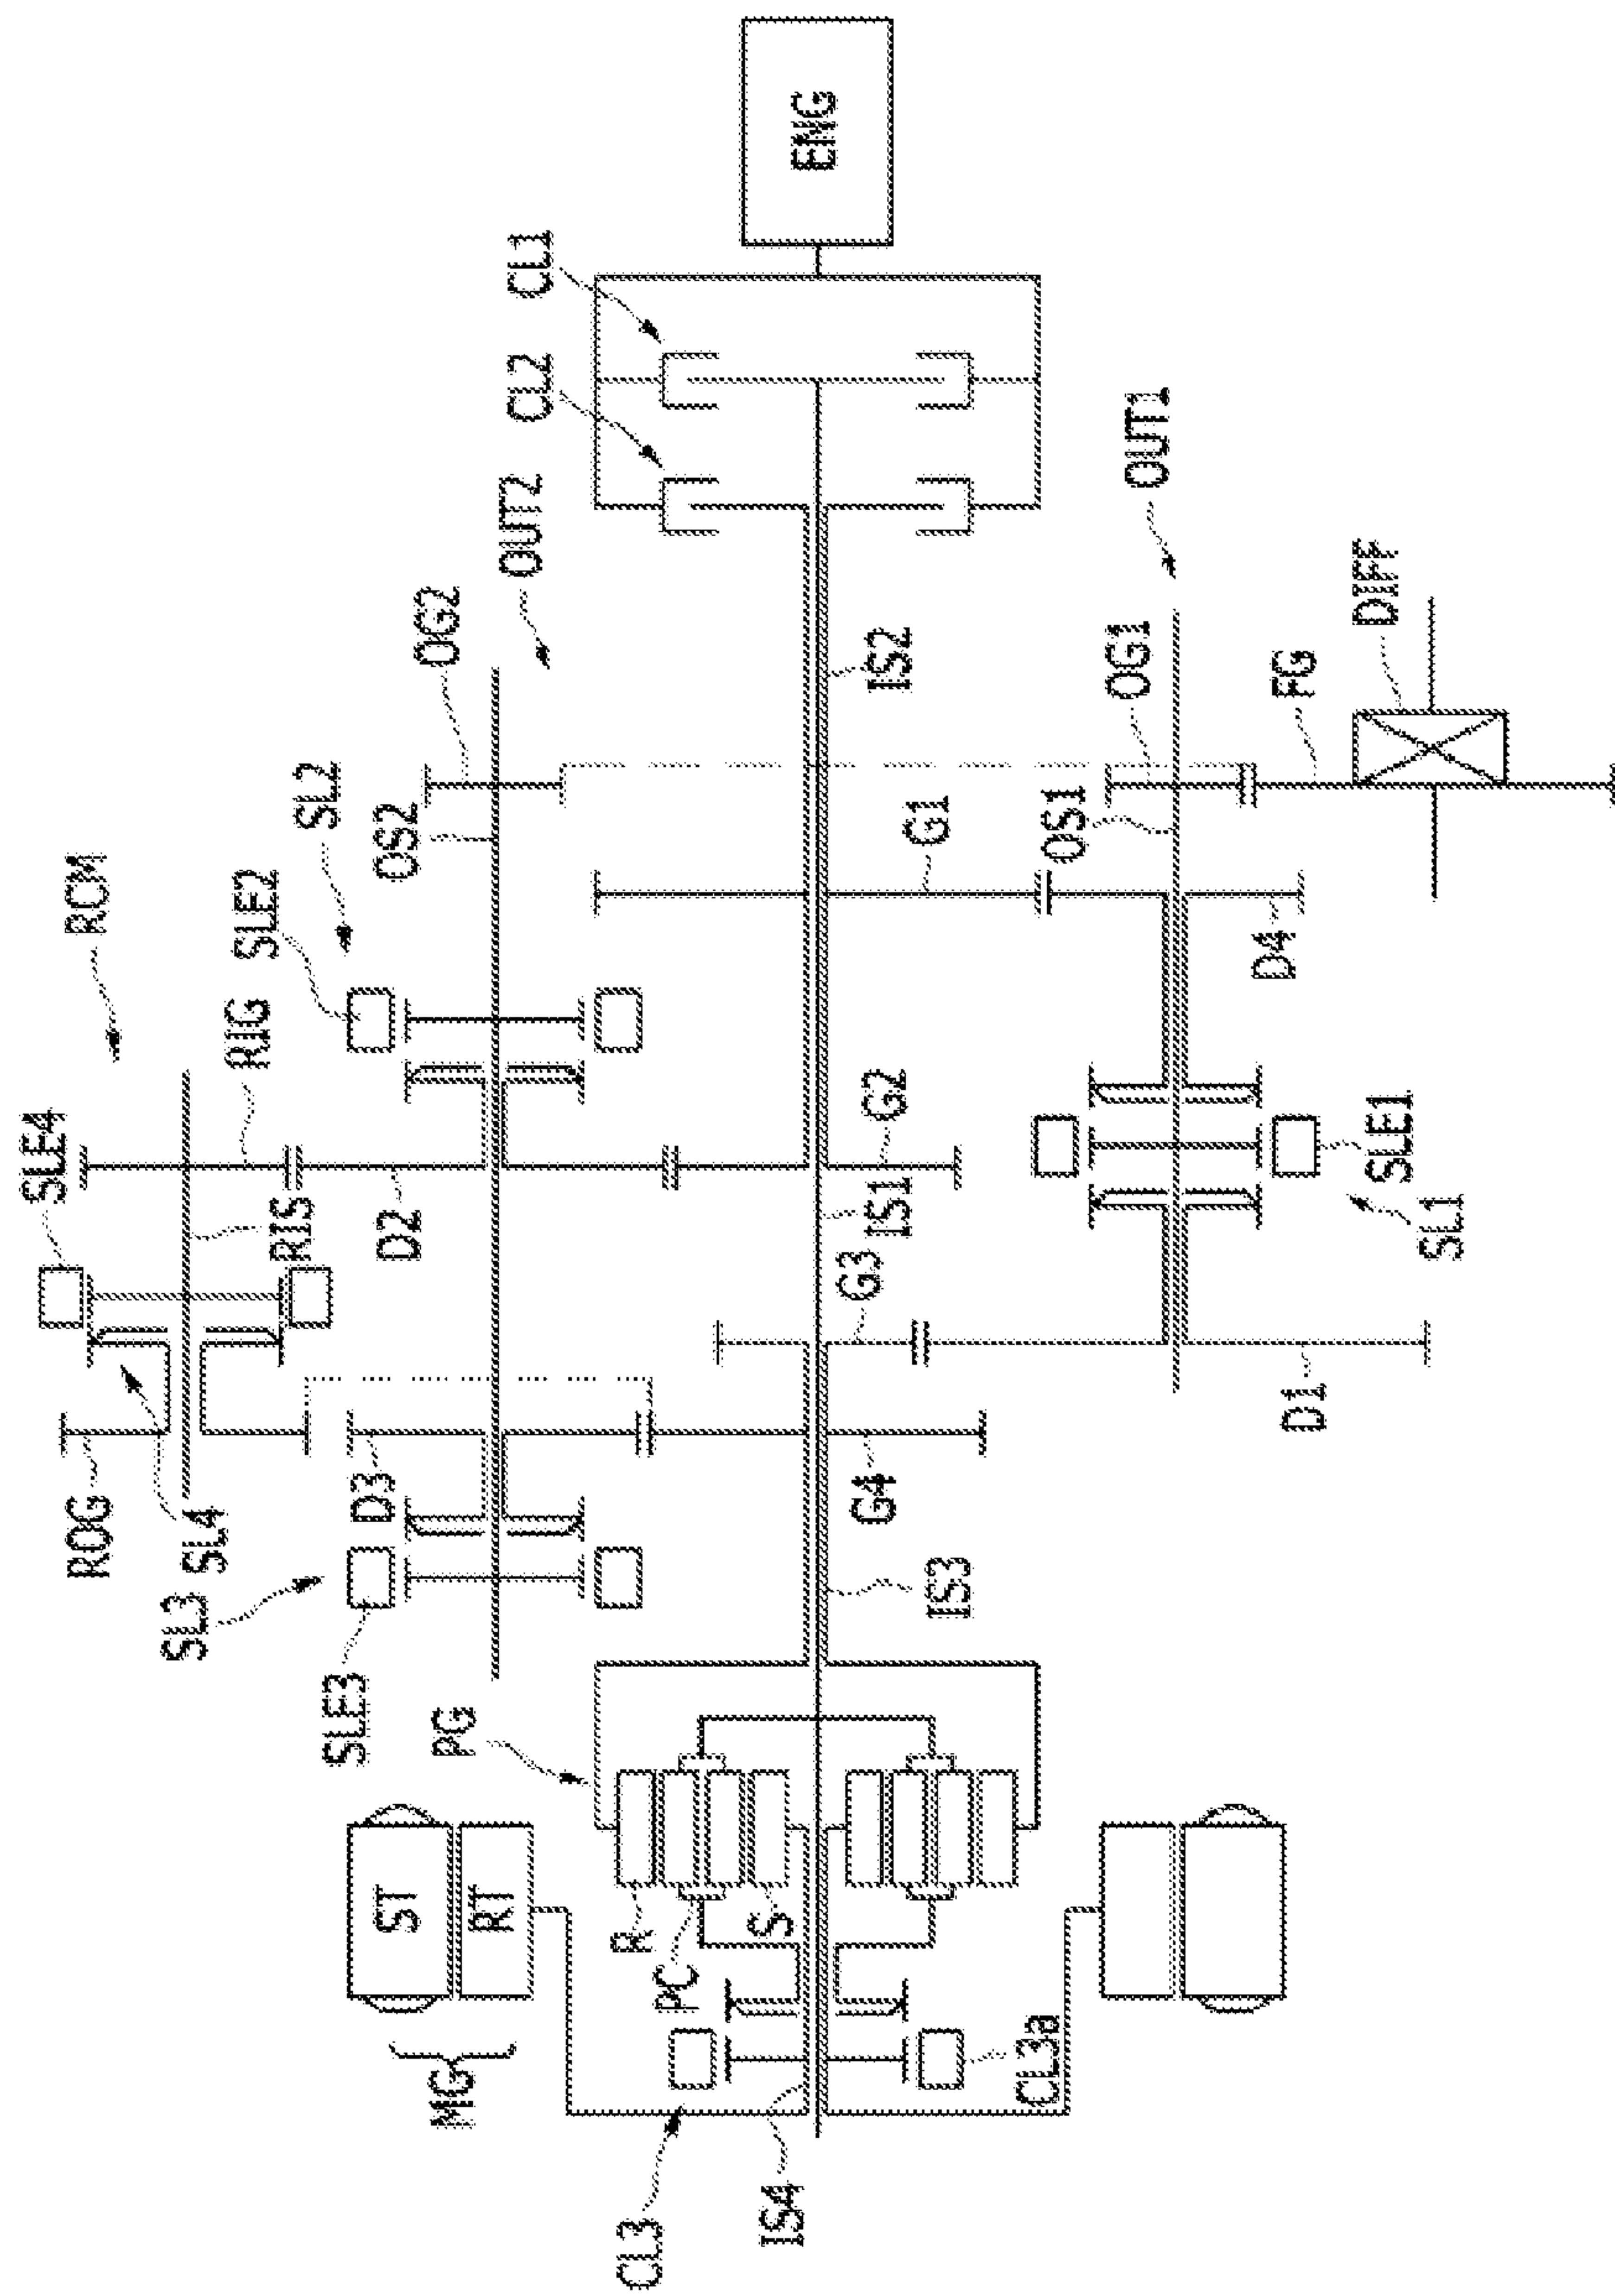 ENG
CL1
CL2
OUT2
OUT1
OG2
IS2
OG1
FG
DIFF
SL2
OS2
G1
OS1
RCM
SLE2
D4
RIG
G2
SLE4
RIS
D2
IS1
SLE1
G3
SL1
D1
ROG
SL4
D3
G4
SL3
IS3
SLE3
PG
ST
RT
R
S
PC
MG
CL3a
CL3
IS4